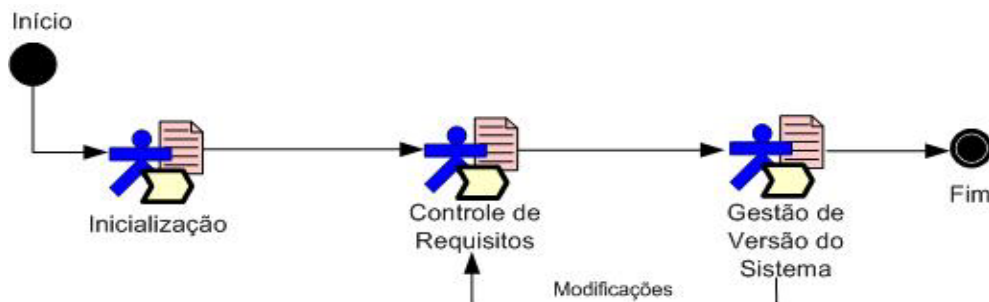 Início
Inicialização
Controle de
Requisitos
Gestão de
Versão do
Sistema
Fim
Modificações